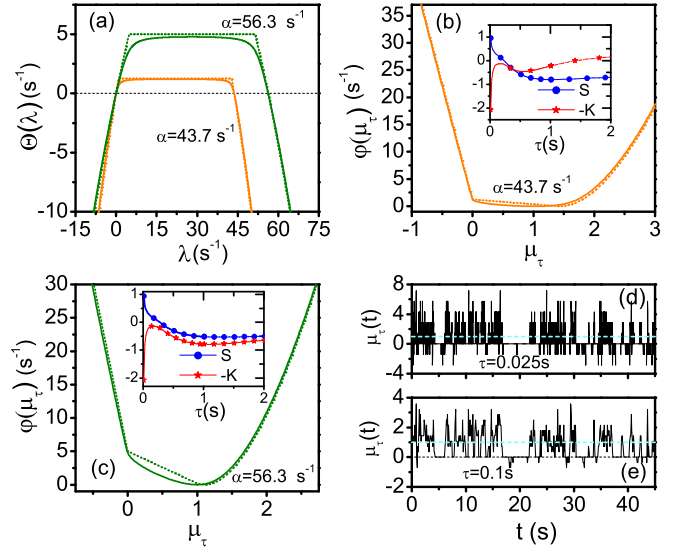 (a)
α=56.3 s⁻¹
α=43.7 s⁻¹
Θ(λ) (s⁻¹)
5
0
-5
-10
-15 0 15 30 45 60 75
λ(s⁻¹)
(b)
φ(μτ) (s⁻¹)
35
30
25
20
15
10
5
0
-1 0 1 2 3
μτ
α=43.7 s⁻¹
1
0
-1
-2
0 1 2
τ(s)
S
-K
(c)
φ(μτ) (s⁻¹)
30
25
20
15
10
5
0
0 1 2
μτ
α=56.3 s⁻¹
1
0
-1
-2
0 1 2
τ(s)
S
-K
(d)
μτ(t)
8
4
0
-4
τ=0.025s
(e)
μτ(t)
4
2
0
-2
τ=0.1s
0 10 20 30 40
t (s)